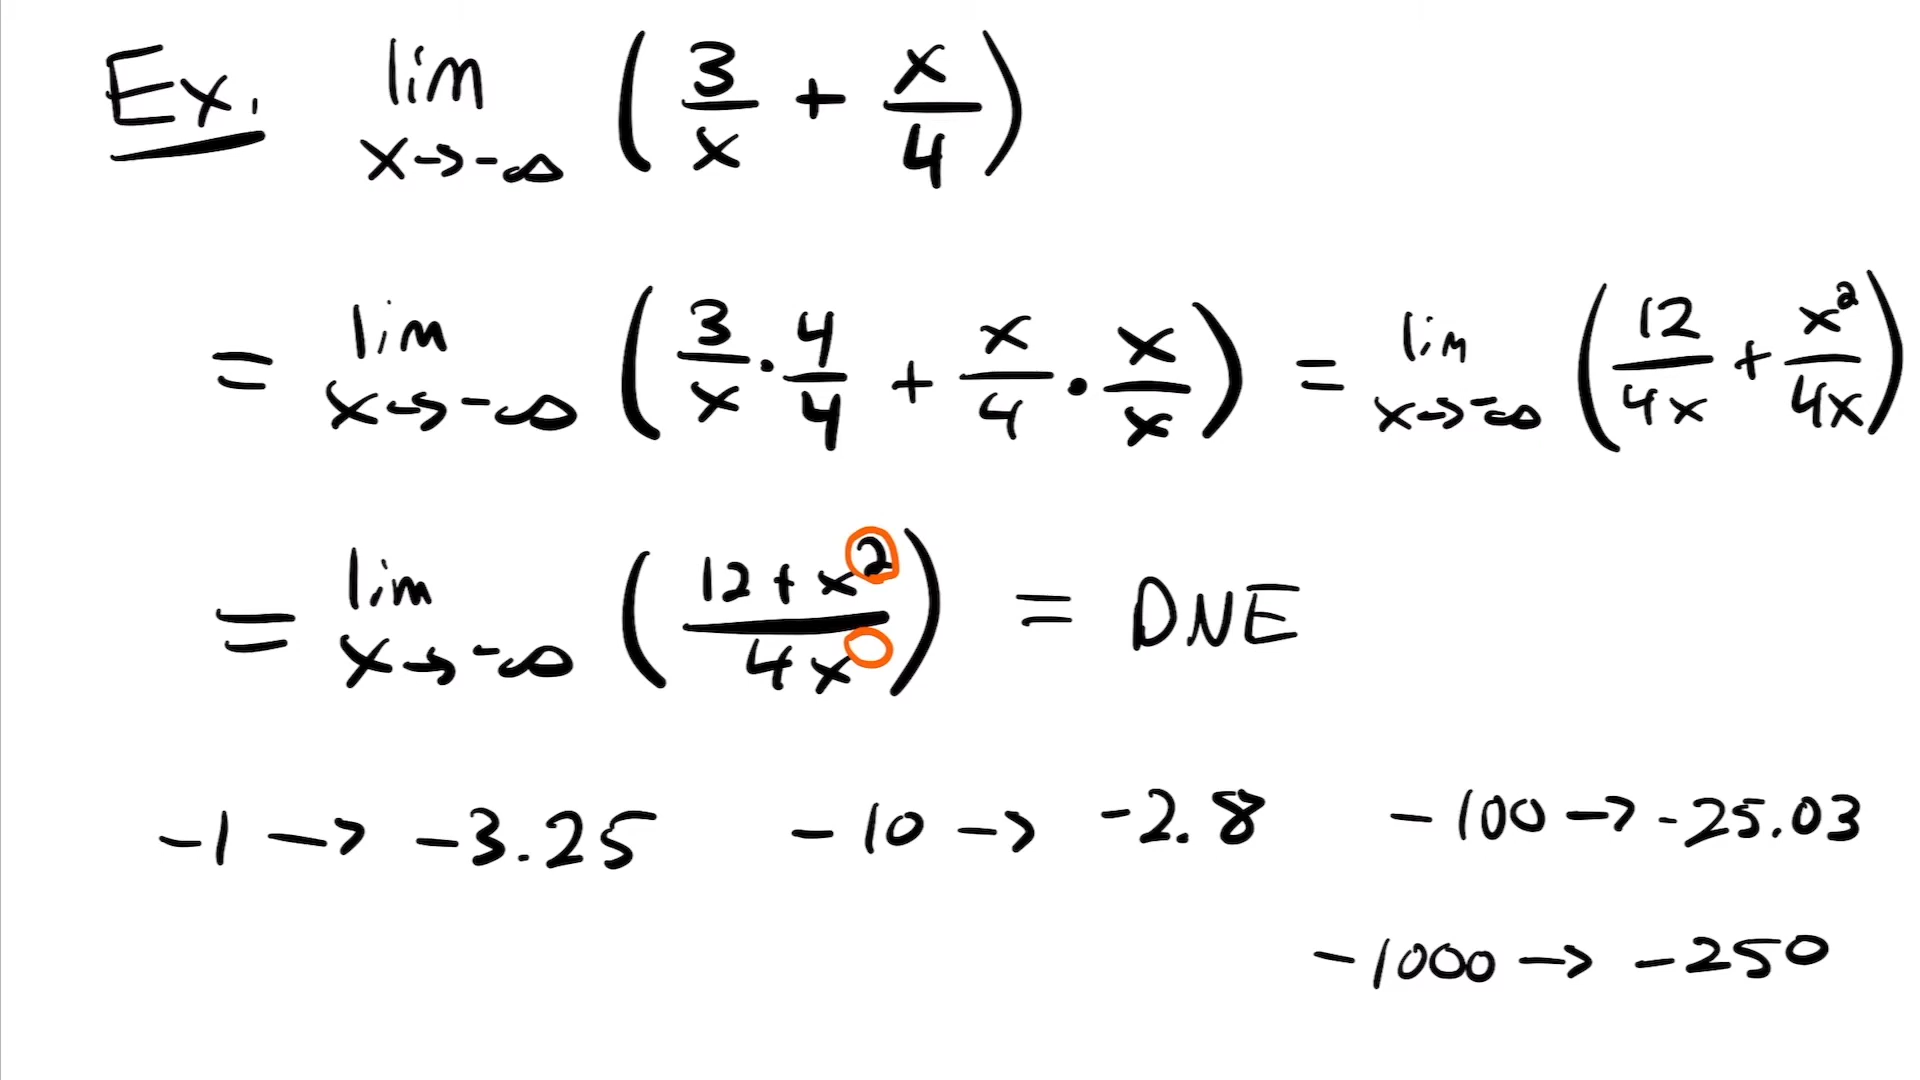 Ex. lim x→-∞ (3/x + x/4)
= lim x→-∞ (3/x · 4/4 + x/4 · x/x) = lim x→-∞ (12/4x + x²/4x)
= lim x→-∞ (12+x²/4x) = DNE
-1 → -3.25 -10 → -2.8 -100 → -25.03
-1000 → -250